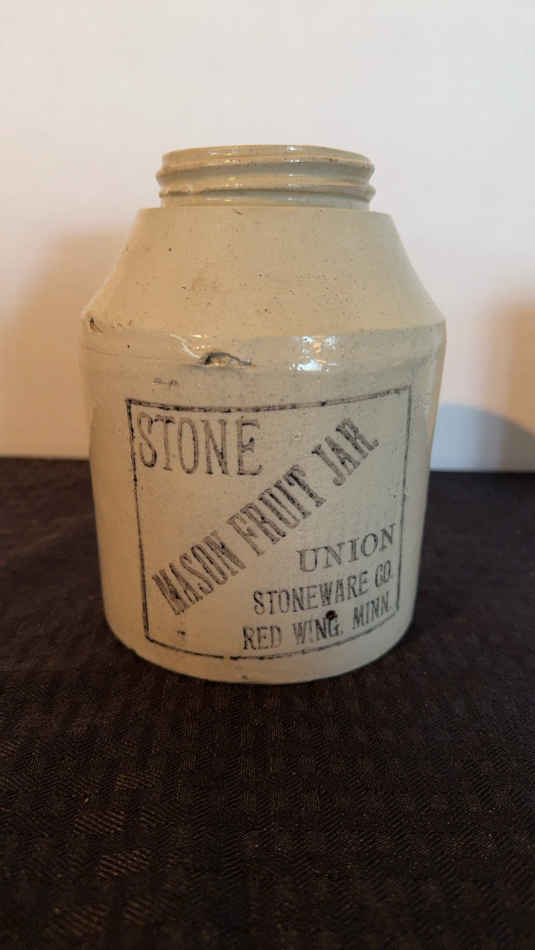 STONE
MASON FRUIT JAR.
UNION
STONEWARE CO.
RED WING, MINN.